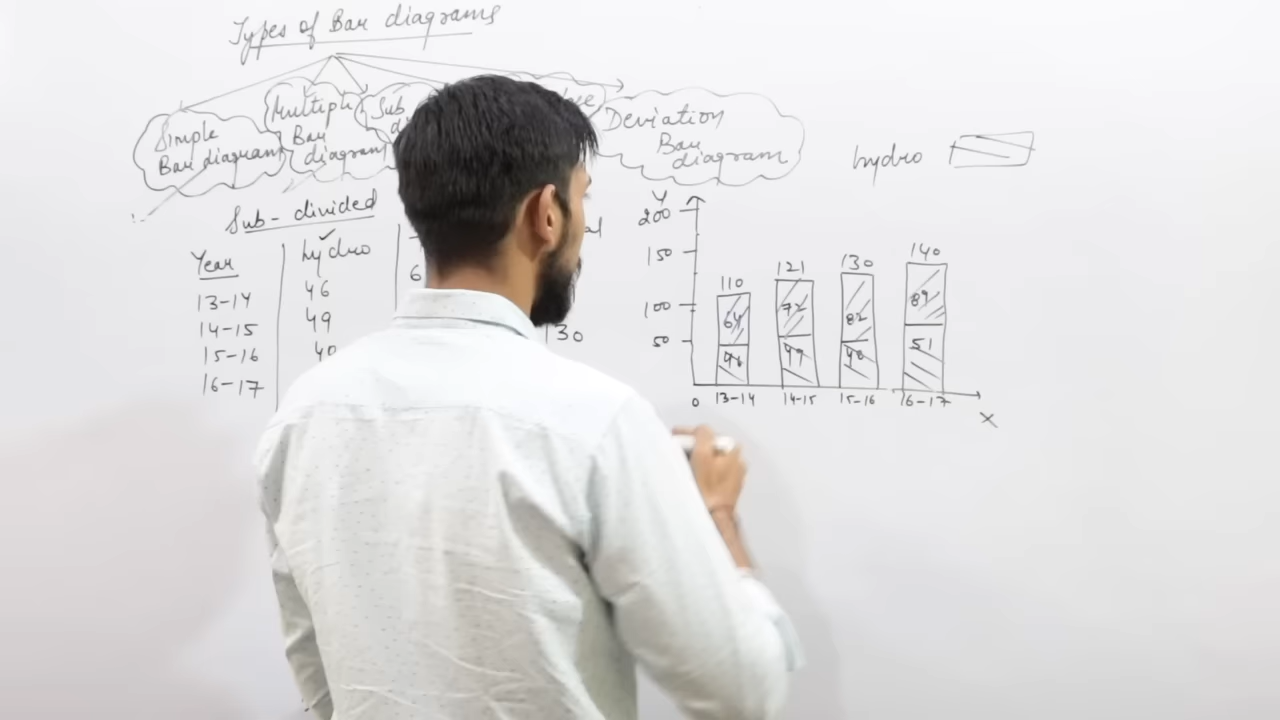 Types of Bar diagrams
Simple
Bar diagram
Multiple
Bar
diagram
Sub
Deviation
Bar
diagram
hydro
Sub-divided
Year
hydro
13-14
46
6
14-15
49
15-16
40
130
16-17
Y
200
150
100
50
0
110
64
46
121
72
49
130
82
48
140
89
51
13-14 14-15 15-16 16-17
X